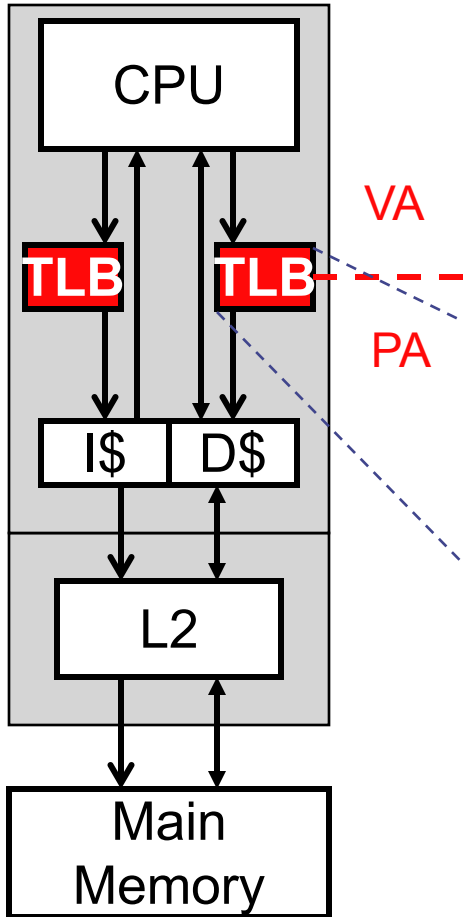 CPU
VA
TLB TLB
PA
I$ D$
L2
Main
Memory